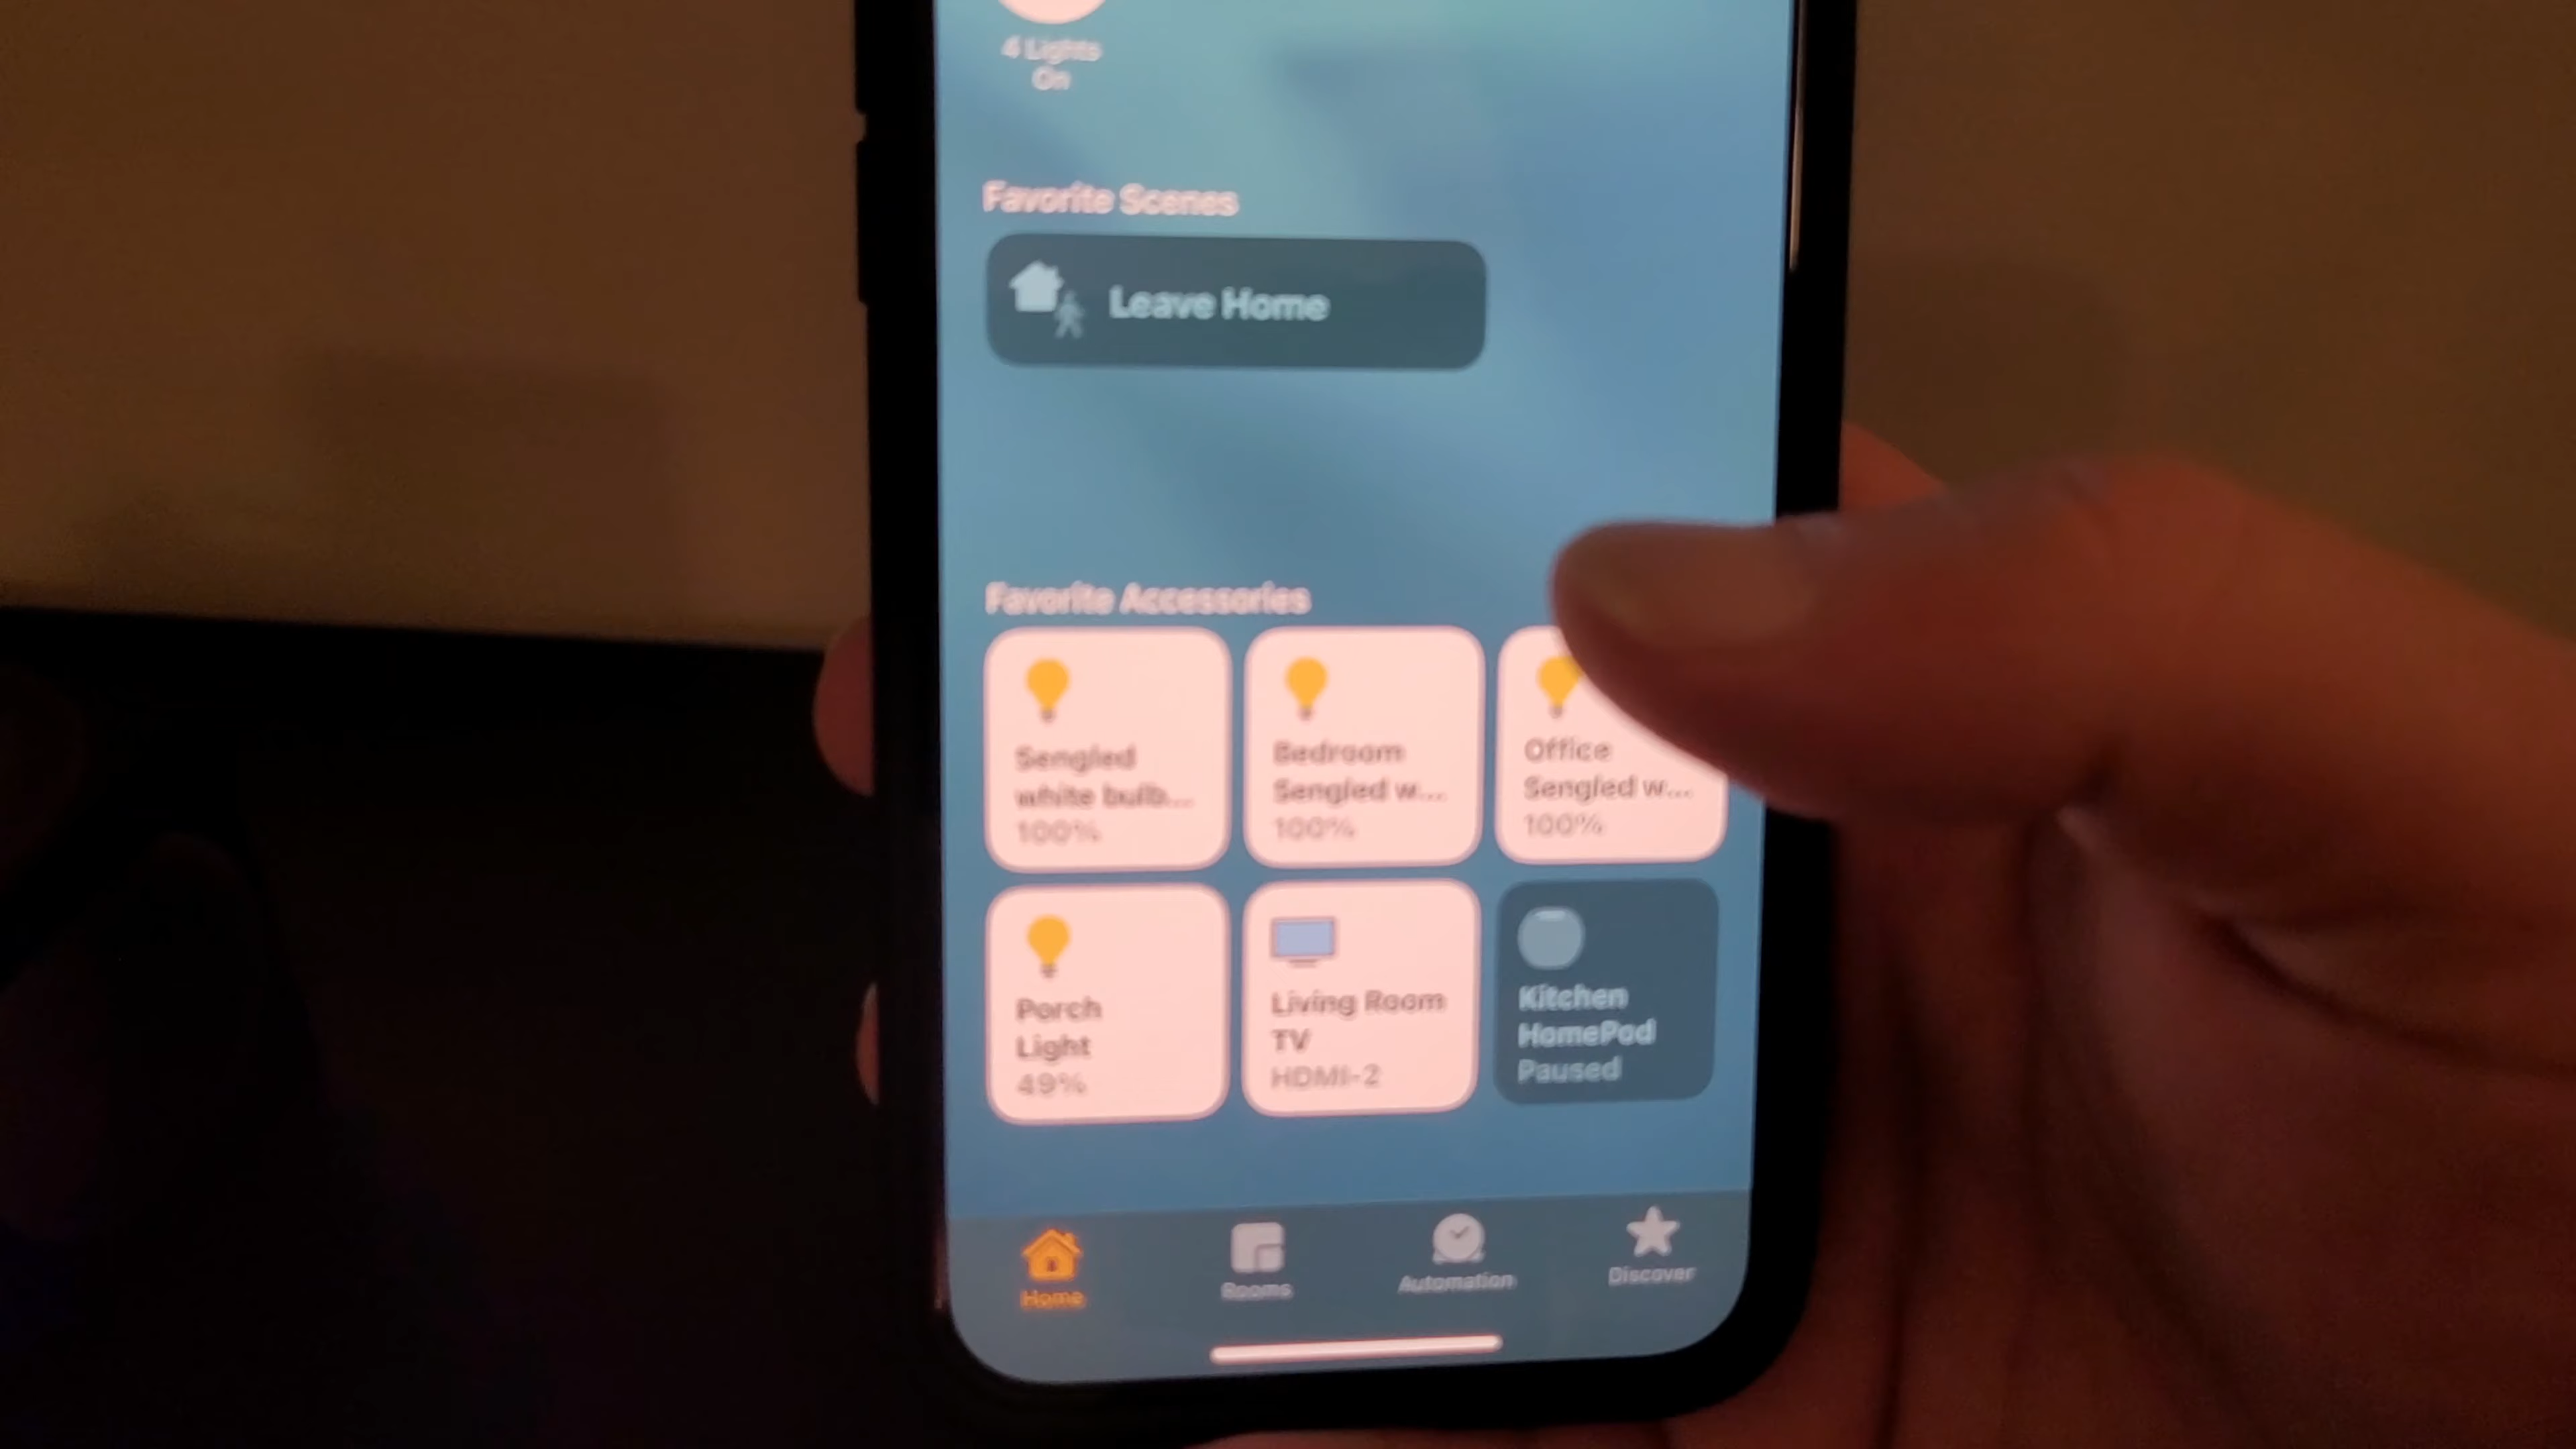 4 Lights
On
Favorite Scenes
Leave Home
Favorite Accessories
Sengled
white bulb...
100%
Bedroom
Sengled w...
100%
Office
Sengled w...
100%
Porch
Light
49%
Living Room
TV
HDMI-2
Kitchen
HomePod
Paused
Home
Rooms
Automation
Discover